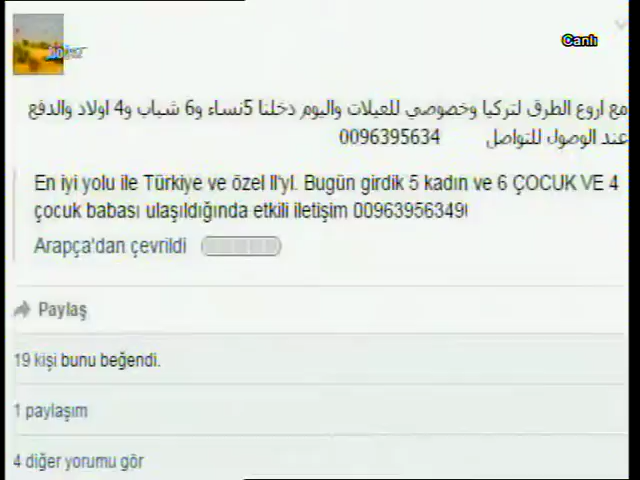 Canlı
مع اروع الطرق لتركيا وخصوصي للعيلات واليوم دخلنا 5نساء و6 شباب و4 اولاد والدفع
عند الوصول للتواصل 0096395634
En iyi yolu ile Türkiye ve özel ll'yl. Bugün girdik 5 kadın ve 6 ÇOCUK VE 4
çocuk babası ulaşıldığında etkili iletişim 00963956349
Arapça'dan çevrildi
Paylaş
19 kişi bunu beğendi.
1 paylaşım
4 diğer yorumu gör